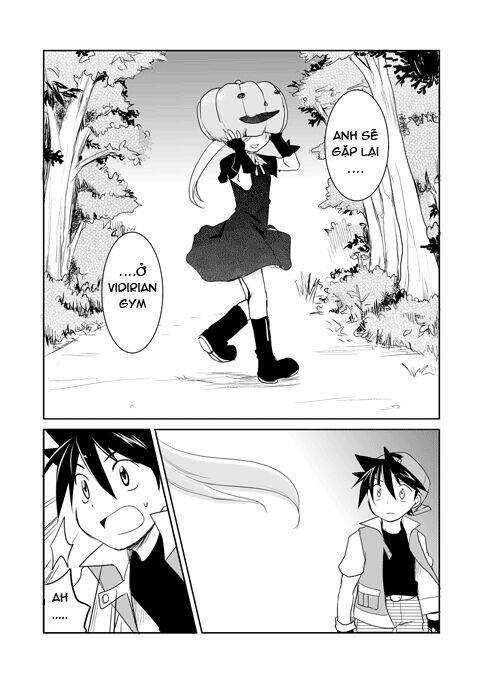 ANH SẼ
GẶP LẠI
....
....Ở
VIDIRIAN
GYM
AH
.....